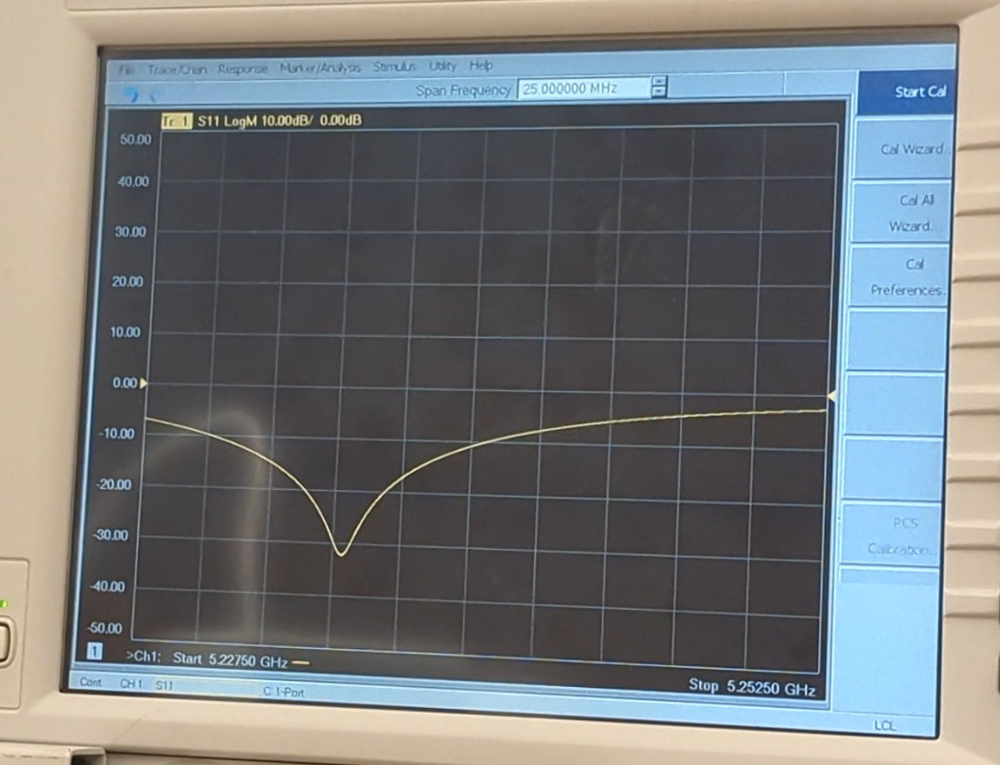 File Trace/Chan Response Marker/Analysis Stimulus Utility Help
Span Frequency 25.000000 MHz
Start Cal
Tr 1 S11 LogM 10.00dB/ 0.00dB
50.00
Cal Wizard...
40.00
Cal All
Wizard...
30.00
Cal
Preferences.
20.00
10.00
0.00
-10.00
-20.00
-30.00
PCS
Calibration...
-40.00
-50.00
1 >Ch1: Start 5.22750 GHz
Stop 5.25250 GHz
Cont CH 1 S11 C 1-Port
LCL